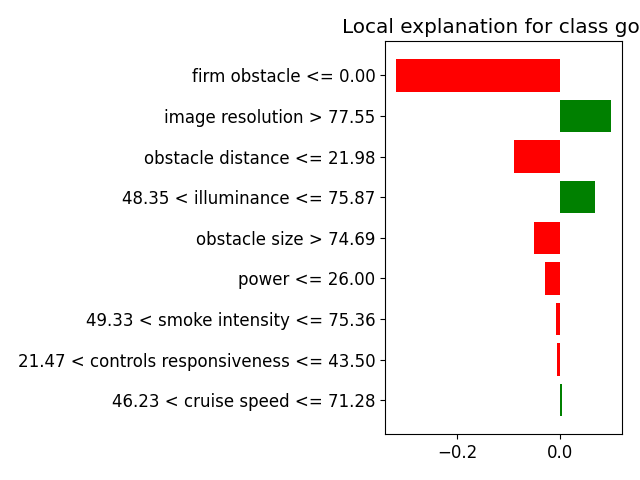 Local explanation for class go
firm obstacle <= 0.00
image resolution > 77.55
obstacle distance <= 21.98
48.35 < illuminance <= 75.87
obstacle size > 74.69
power <= 26.00
49.33 < smoke intensity <= 75.36
21.47 < controls responsiveness <= 43.50
46.23 < cruise speed <= 71.28
−0.2 0.0